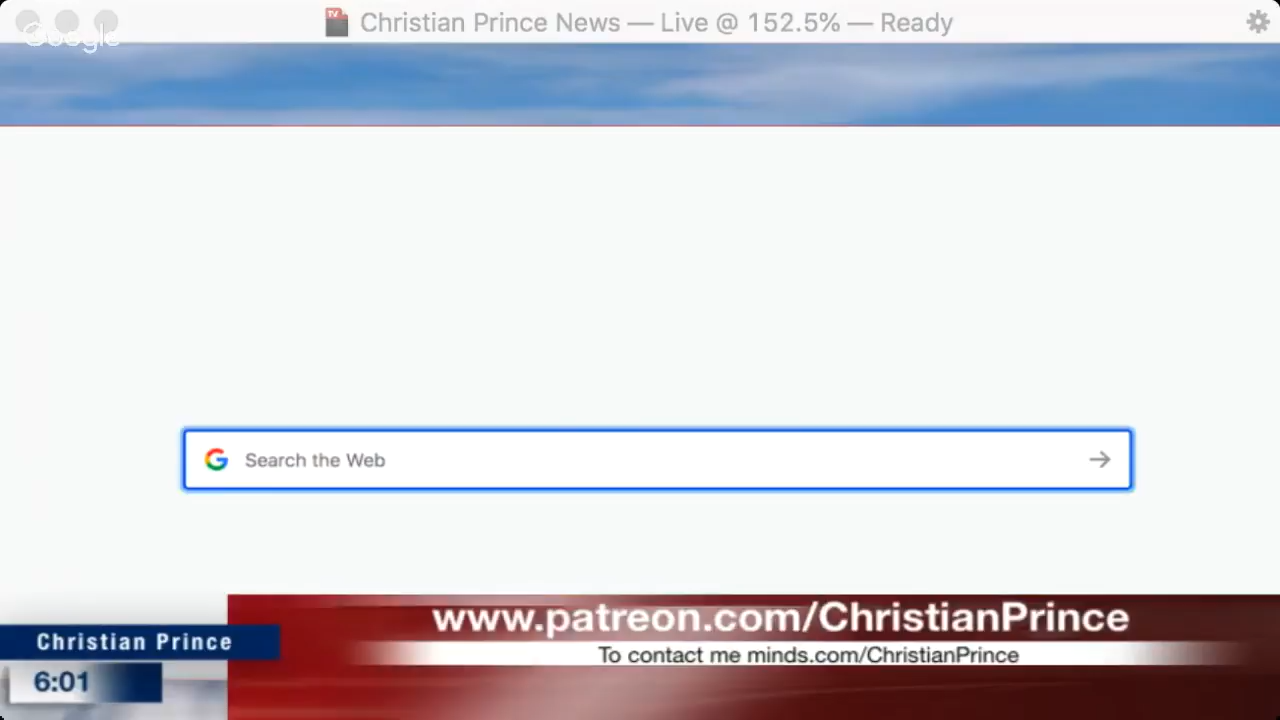 Christian Prince News — Live @ 152.5% — Ready
Google
Search the Web
www.patreon.com/ChristianPrince
To contact me minds.com/ChristianPrince
Christian Prince
6:01